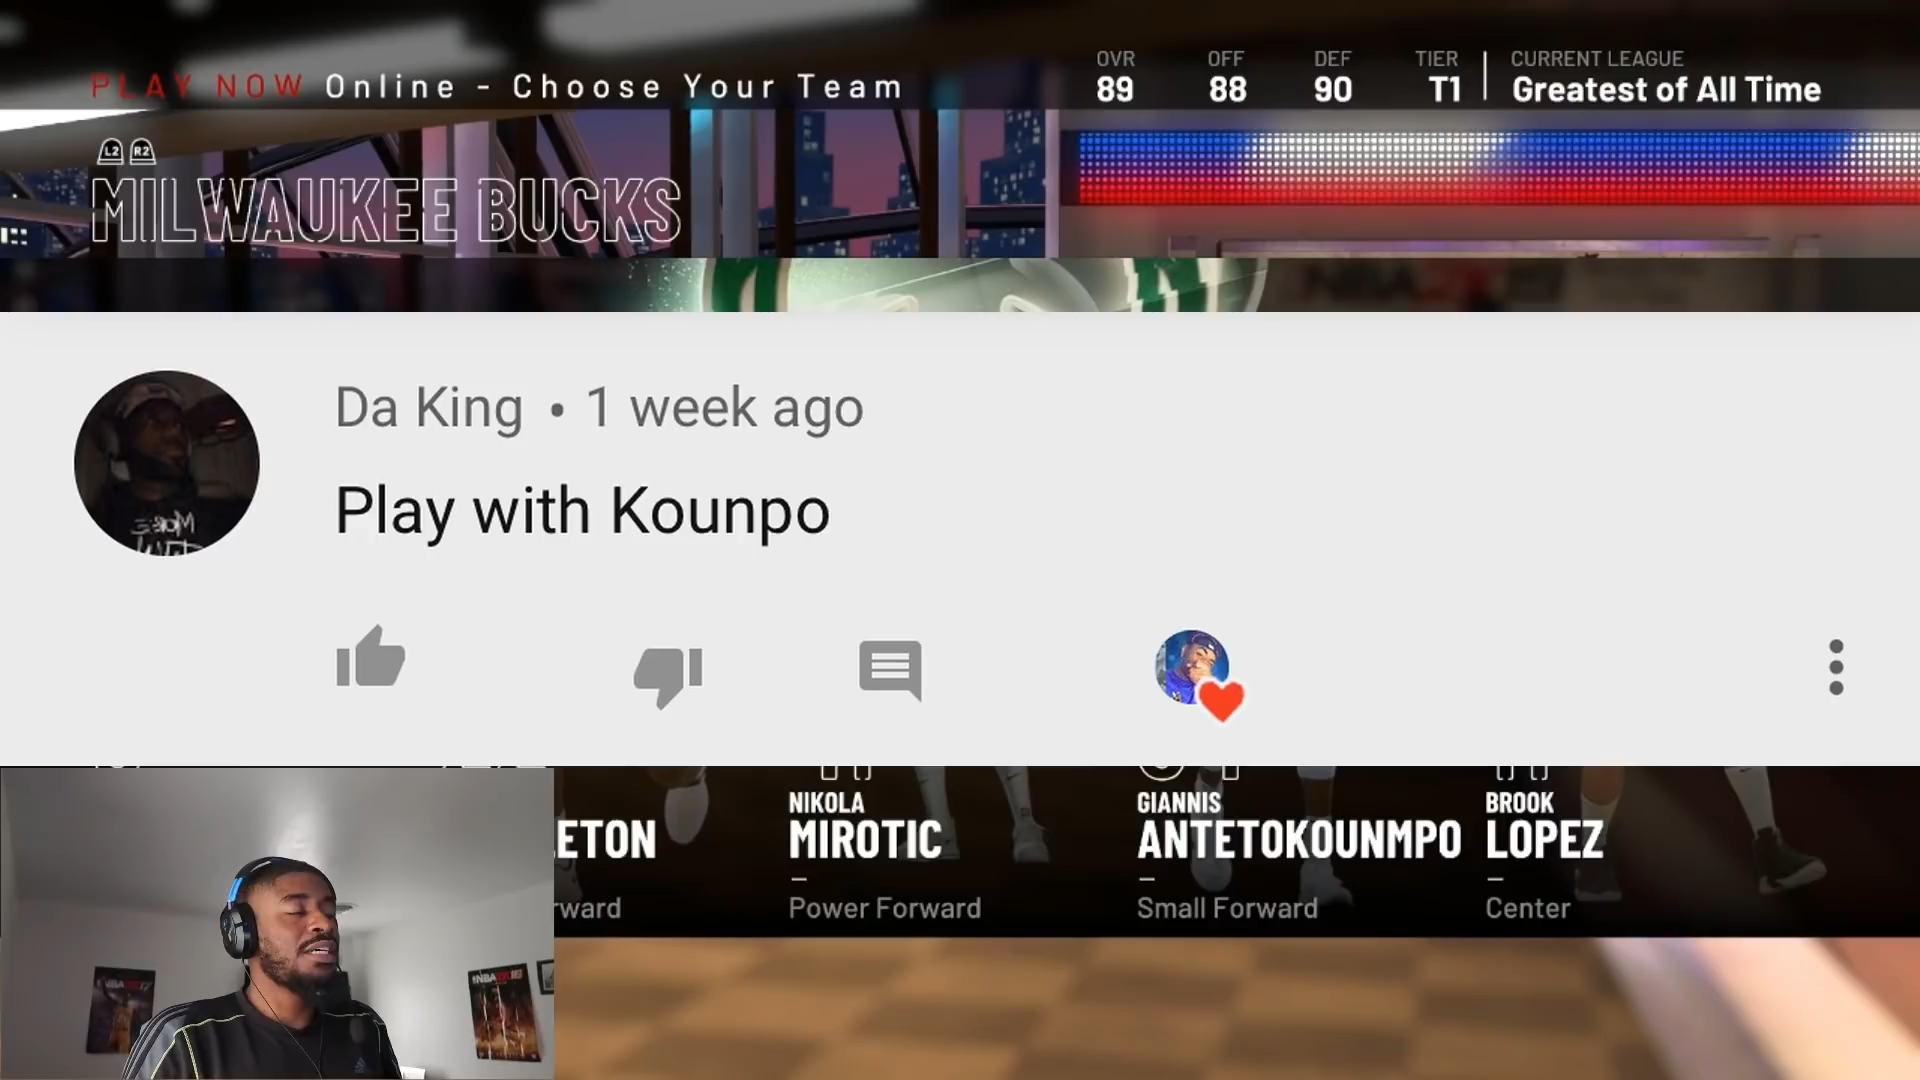 PLAY NOW Online - Choose Your Team
OVR OFF DEF TIER CURRENT LEAGUE
89 88 90 T1 Greatest of All Time
L2 R2
MILWAUKEE BUCKS
Da King • 1 week ago
Play with Kounpo
ETON
ward
NIKOLA
MIROTIC
Power Forward
GIANNIS
ANTETOKOUNMPO
Small Forward
BROOK
LOPEZ
Center